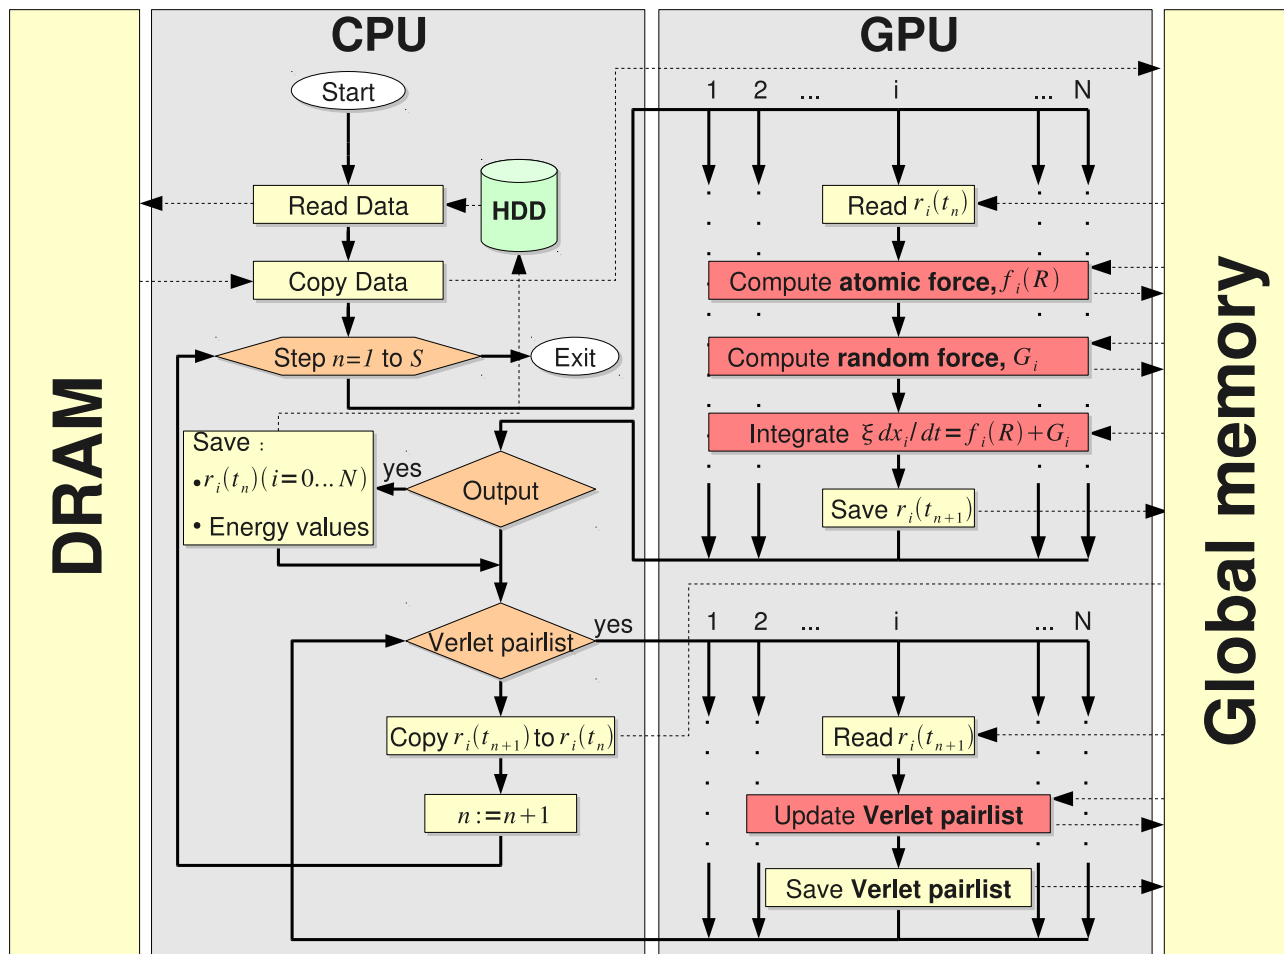 CPU
GPU
DRAM
Global memory
Start
Read Data
HDD
Copy Data
Step n=1 to S
Exit
Save :
•r_i(t_n)(i=0...N)
• Energy values
yes
Output
Verlet pairlist
yes
Copy r_i(t_{n+1}) to r_i(t_n)
n:=n+1
1 2 ... i ... N
Read r_i(t_n)
Compute atomic force, f_i(R)
Compute random force, G_i
Integrate ξ dx_i/dt=f_i(R)+G_i
Save r_i(t_{n+1})
1 2 ... i ... N
Read r_i(t_{n+1})
Update Verlet pairlist
Save Verlet pairlist